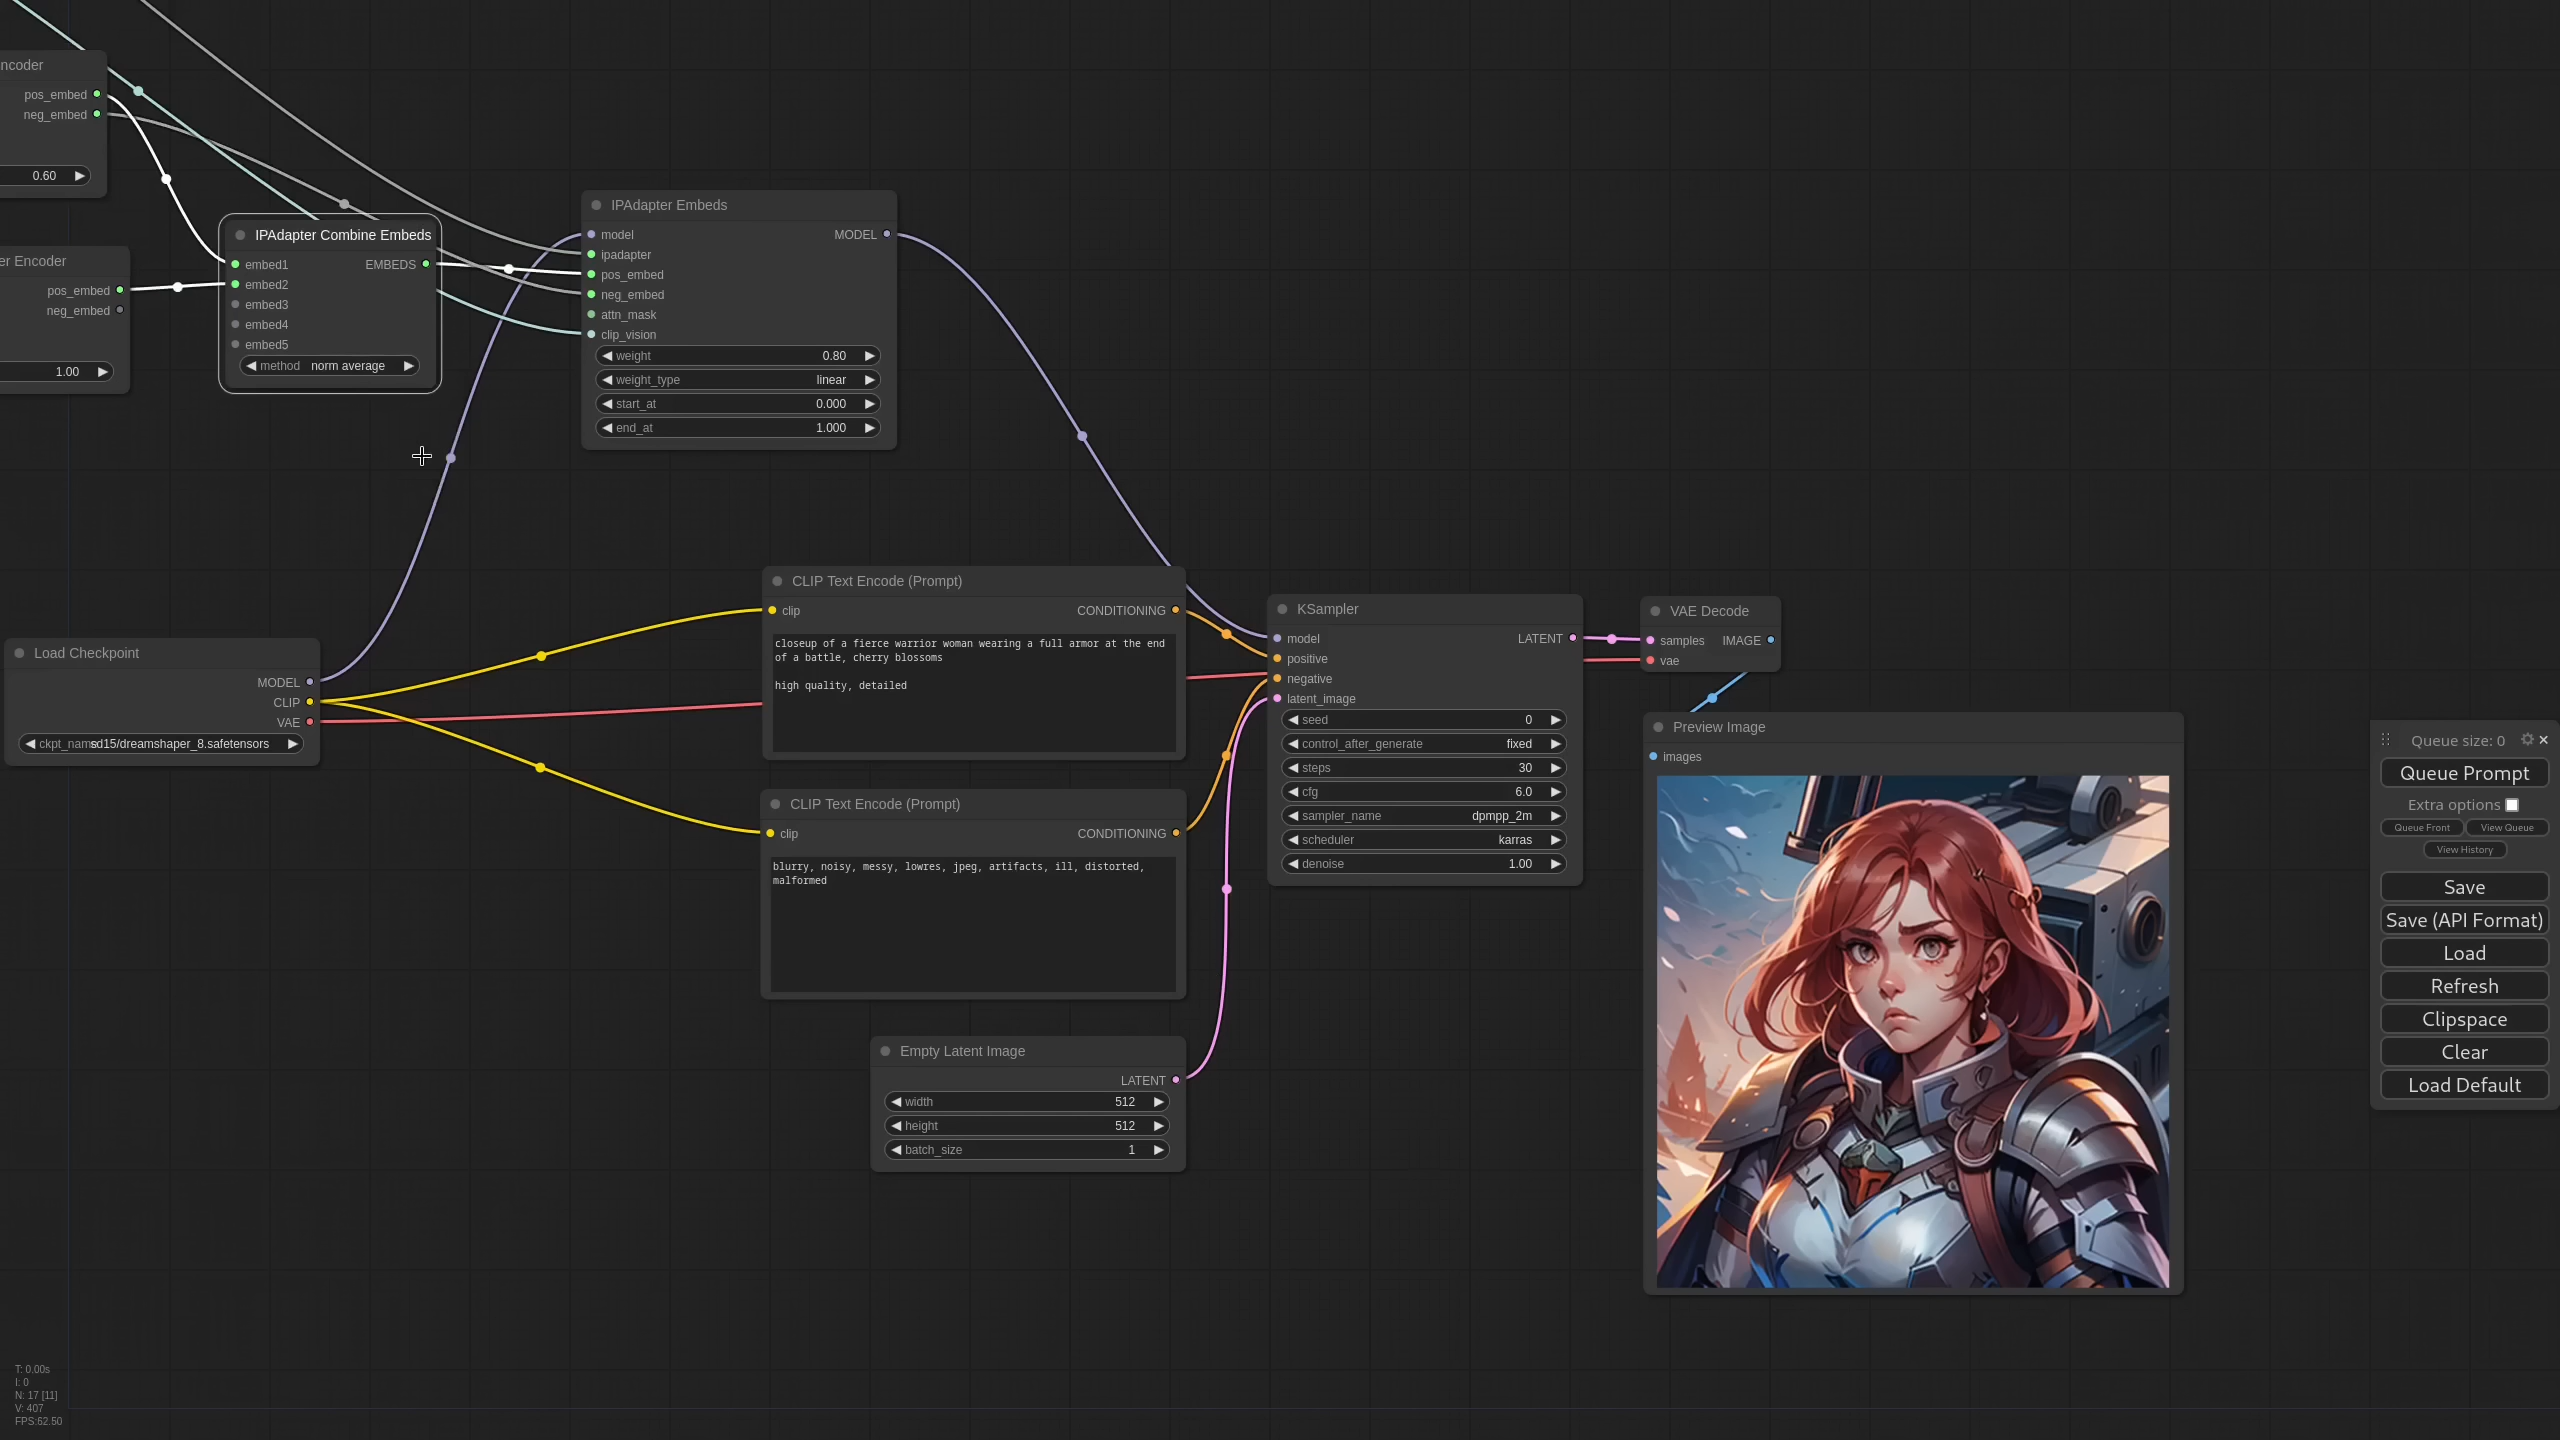 ncoder
pos_embed
neg_embed
0.60
er Encoder
pos_embed
neg_embed
1.00
IPAdapter Combine Embeds
embed1 EMBEDS
embed2
embed3
embed4
embed5
method norm average
IPAdapter Embeds
model MODEL
ipadapter
pos_embed
neg_embed
attn_mask
clip_vision
weight 0.80
weight_type linear
start_at 0.000
end_at 1.000
Load Checkpoint
MODEL
CLIP
VAE
ckpt_name sd15/dreamshaper_8.safetensors
CLIP Text Encode (Prompt)
clip CONDITIONING
closeup of a fierce warrior woman wearing a full armor at the end
of a battle, cherry blossoms
high quality, detailed
CLIP Text Encode (Prompt)
clip CONDITIONING
blurry, noisy, messy, lowres, jpeg, artifacts, ill, distorted,
malformed
Empty Latent Image
LATENT
width 512
height 512
batch_size 1
KSampler
model LATENT
positive
negative
latent_image
seed 0
control_after_generate fixed
steps 30
cfg 6.0
sampler_name dpmpp_2m
scheduler karras
denoise 1.00
VAE Decode
samples IMAGE
vae
Preview Image
images
Queue size: 0
Queue Prompt
Extra options
Queue Front View Queue
View History
Save
Save (API Format)
Load
Refresh
Clipspace
Clear
Load Default
T: 0.00s
I: 0
N: 17 [11]
V: 407
FPS:62.50